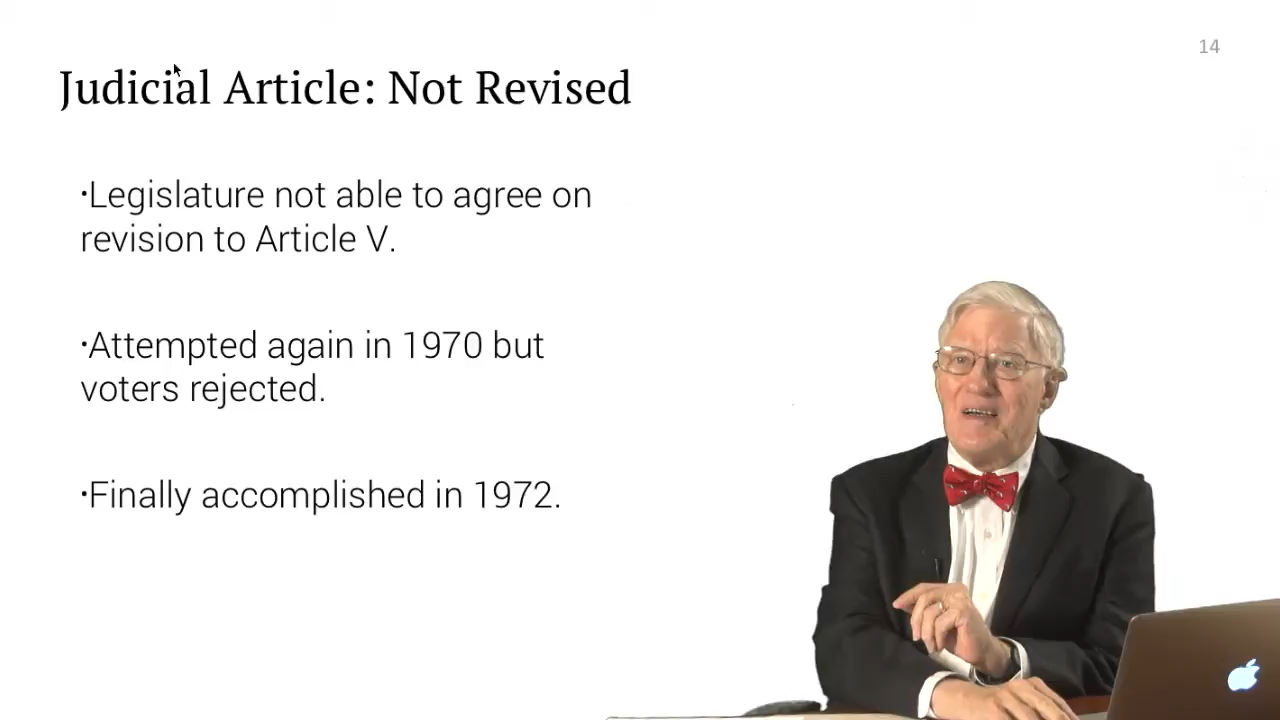 14
Judicial Article: Not Revised
·Legislature not able to agree on
revision to Article V.
·Attempted again in 1970 but
voters rejected.
·Finally accomplished in 1972.